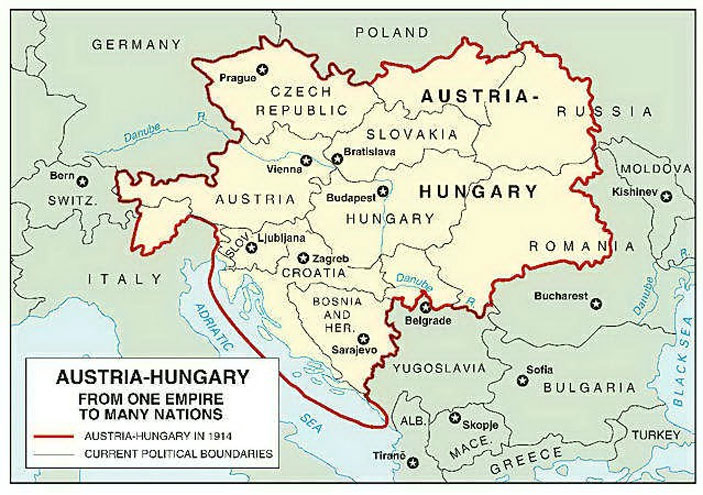 GERMANY
POLAND
Prague
CZECH
REPUBLIC
AUSTRIA-
RUSSIA
Danube R.
SLOVAKIA
Bratislava
Vienna
MOLDOVA
Kishinev
Bern
SWITZ.
AUSTRIA
Budapest
HUNGARY
HUNGARY
SLOV.
Ljubljana
Zagreb
CROATIA
ROMANIA
ITALY
BOSNIA
AND
HER.
Sarajevo
Danube R.
Belgrade
Bucharest
Danube R.
ADRIATIC
SEA
YUGOSLAVIA
Sofia
BULGARIA
BLACK SEA
ALB.
Skopje
MACE.
Tiranë
GREECE
TURKEY
AUSTRIA-HUNGARY
FROM ONE EMPIRE
TO MANY NATIONS
AUSTRIA-HUNGARY IN 1914
CURRENT POLITICAL BOUNDARIES